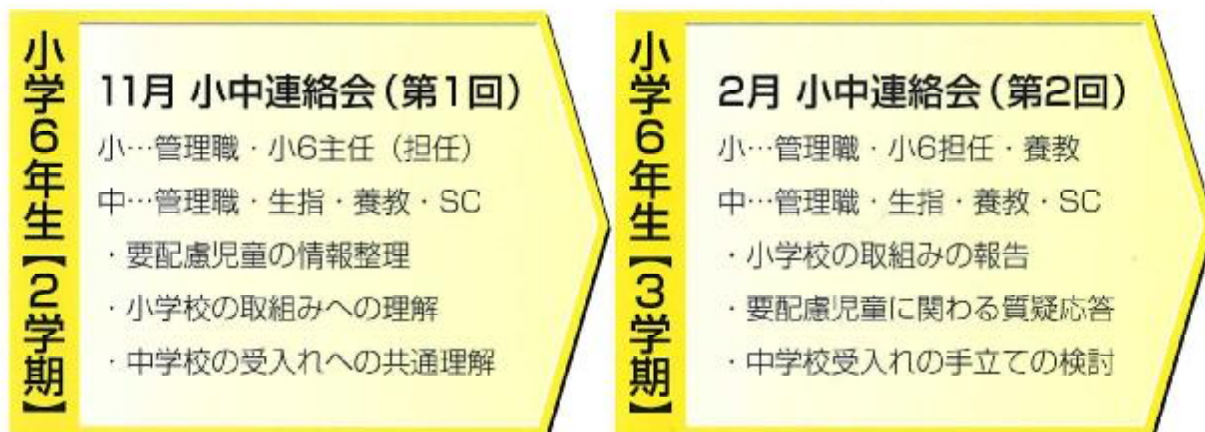 小学6年生【2学期】
11月 小中連絡会(第1回)
小…管理職・小6主任(担任)
中…管理職・生指・養教・SC
・要配慮児童の情報整理
・小学校の取組みへの理解
・中学校の受入れへの共通理解
小学6年生【3学期】
2月 小中連絡会(第2回)
小…管理職・小6担任・養教
中…管理職・生指・養教・SC
・小学校の取組みの報告
・要配慮児童に関わる質疑応答
・中学校受入れの手立ての検討